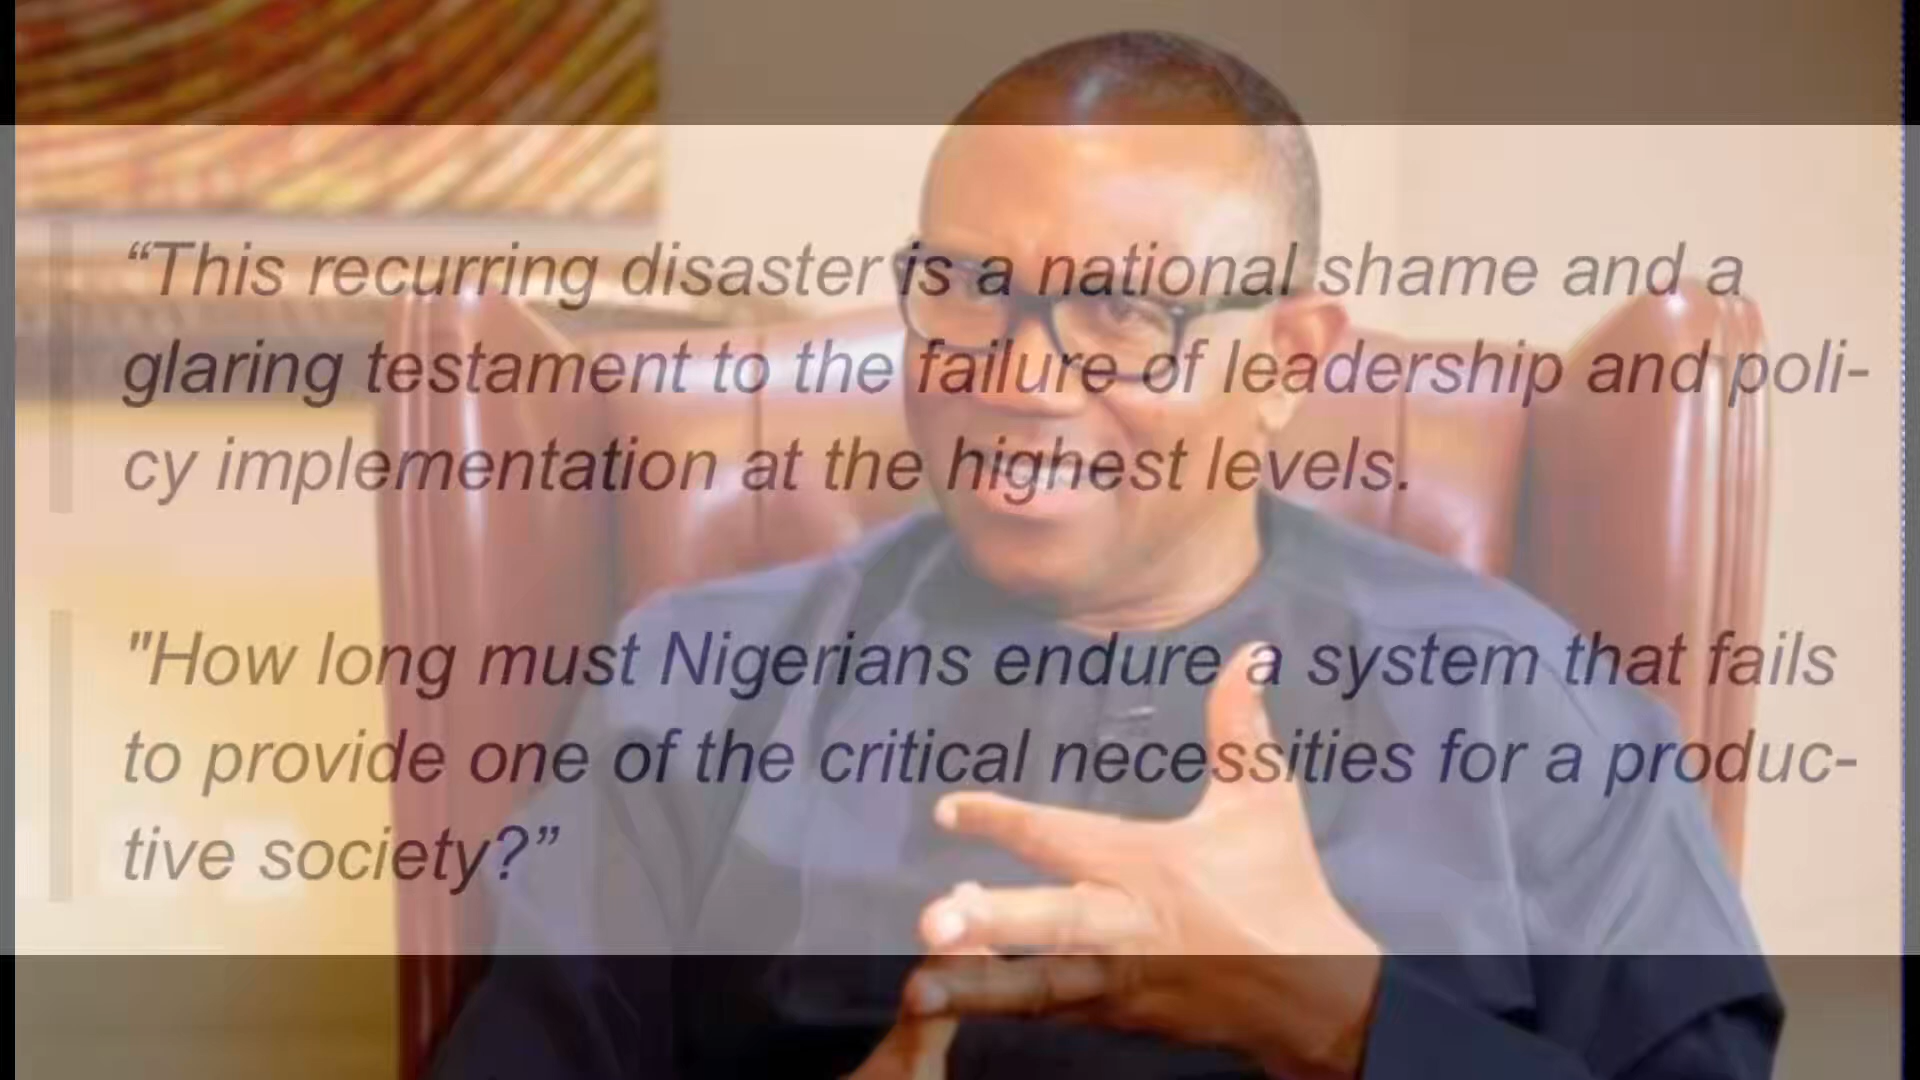 “This recurring disaster is a national shame and a
glaring testament to the failure of leadership and poli-
cy implementation at the highest levels.
"How long must Nigerians endure a system that fails
to provide one of the critical necessities for a produc-
tive society?”